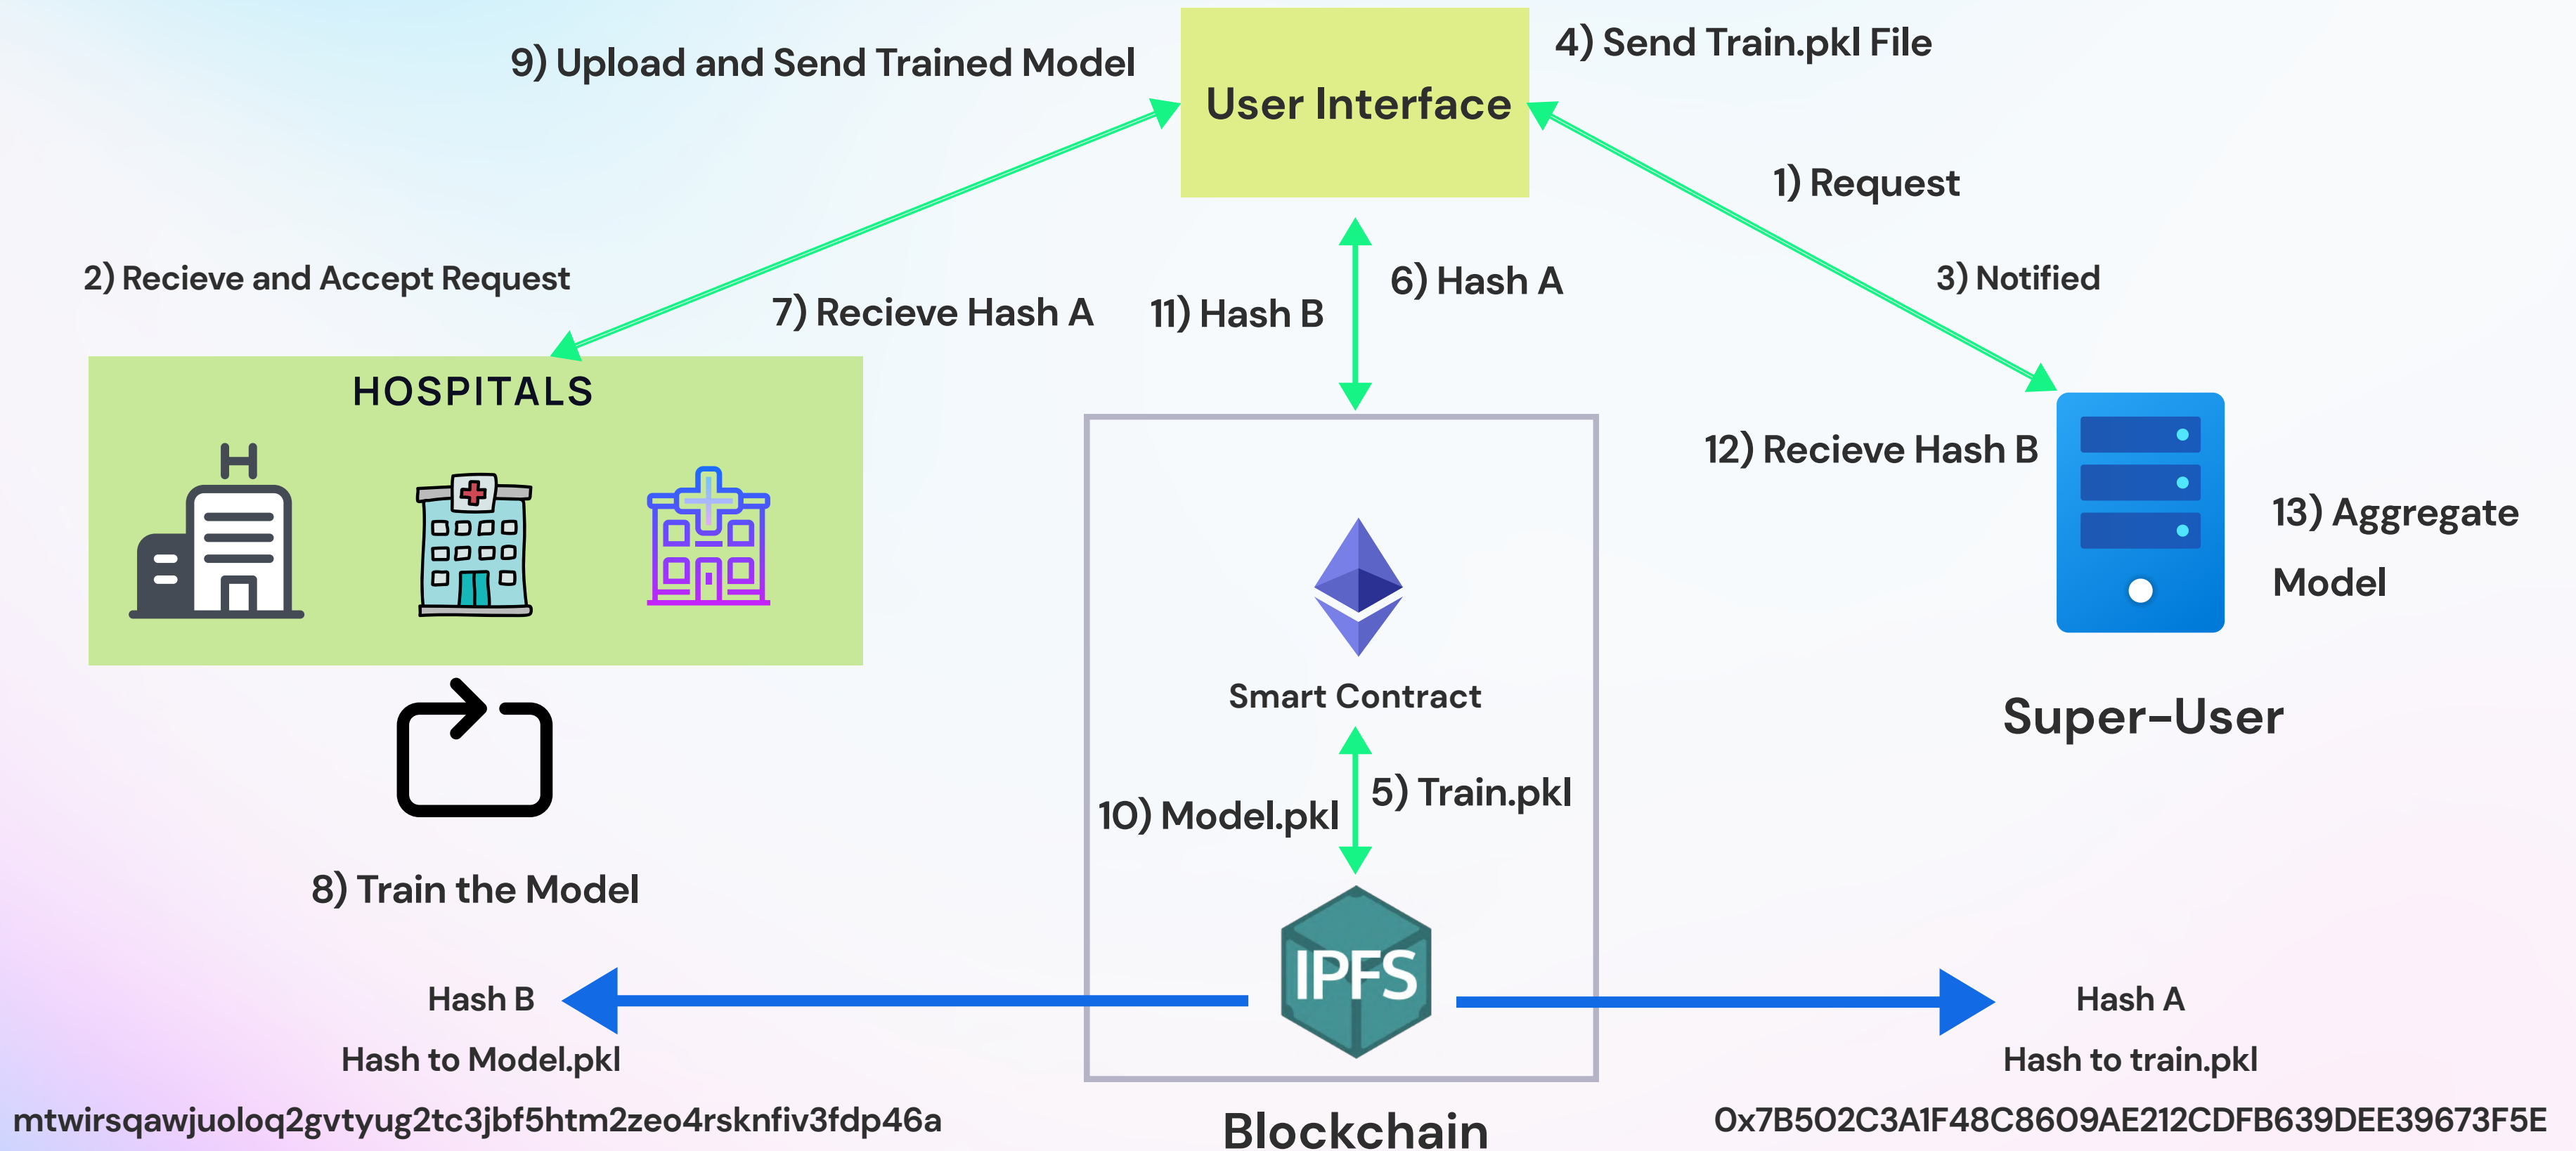 9) Upload and Send Trained Model
User Interface
4) Send Train.pkl File
1) Request
2) Recieve and Accept Request
7) Recieve Hash A
11) Hash B
6) Hash A
3) Notified
HOSPITALS
12) Recieve Hash B
13) Aggregate
Model
Smart Contract
Super-User
10) Model.pkl
5) Train.pkl
8) Train the Model
IPFS
Hash B
Hash to Model.pkl
mtwirsqawjuoloq2gvtyug2tc3jbf5htm2zeo4rsknfiv3fdp46a
Hash A
Hash to train.pkl
0x7B502C3A1F48C8609AE212CDFB639DEE39673F5E
Blockchain